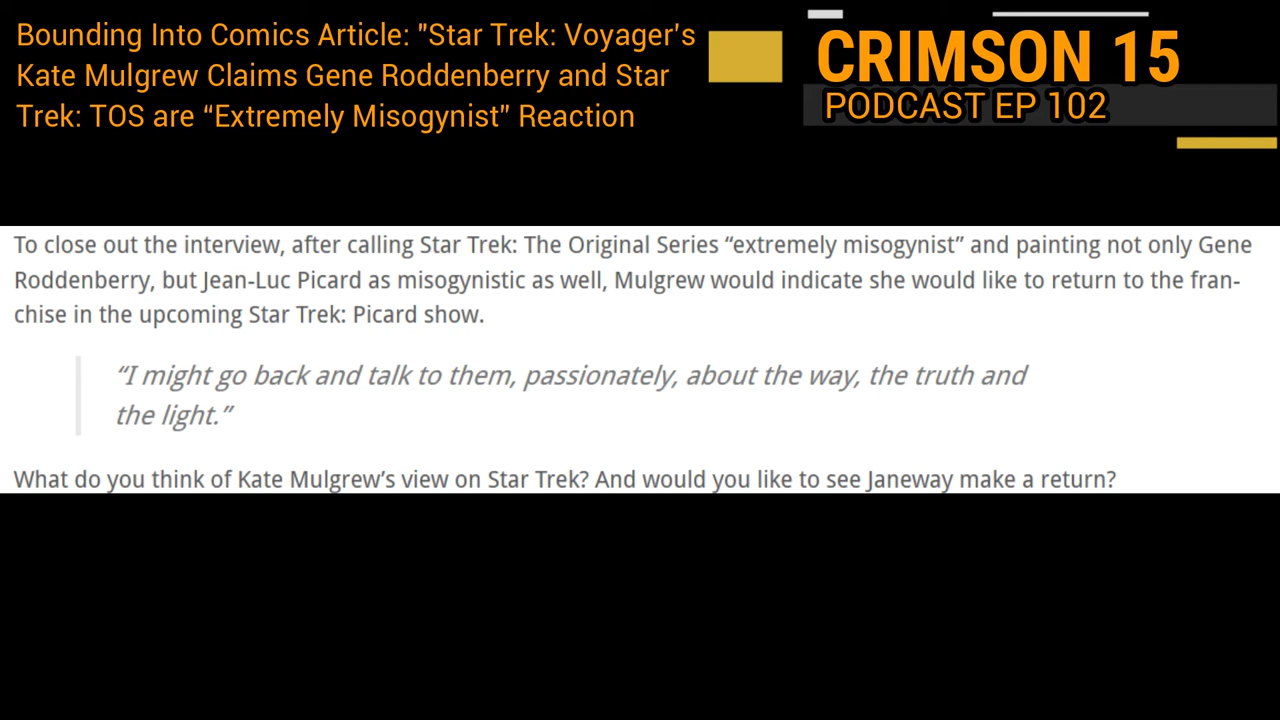 Bounding Into Comics Article: "Star Trek: Voyager's
Kate Mulgrew Claims Gene Roddenberry and Star
Trek: TOS are “Extremely Misogynist” Reaction
CRIMSON 15
PODCAST EP 102
To close out the interview, after calling Star Trek: The Original Series “extremely misogynist” and painting not only Gene
Roddenberry, but Jean-Luc Picard as misogynistic as well, Mulgrew would indicate she would like to return to the fran-
chise in the upcoming Star Trek: Picard show.
“I might go back and talk to them, passionately, about the way, the truth and
the light.”
What do you think of Kate Mulgrew’s view on Star Trek? And would you like to see Janeway make a return?